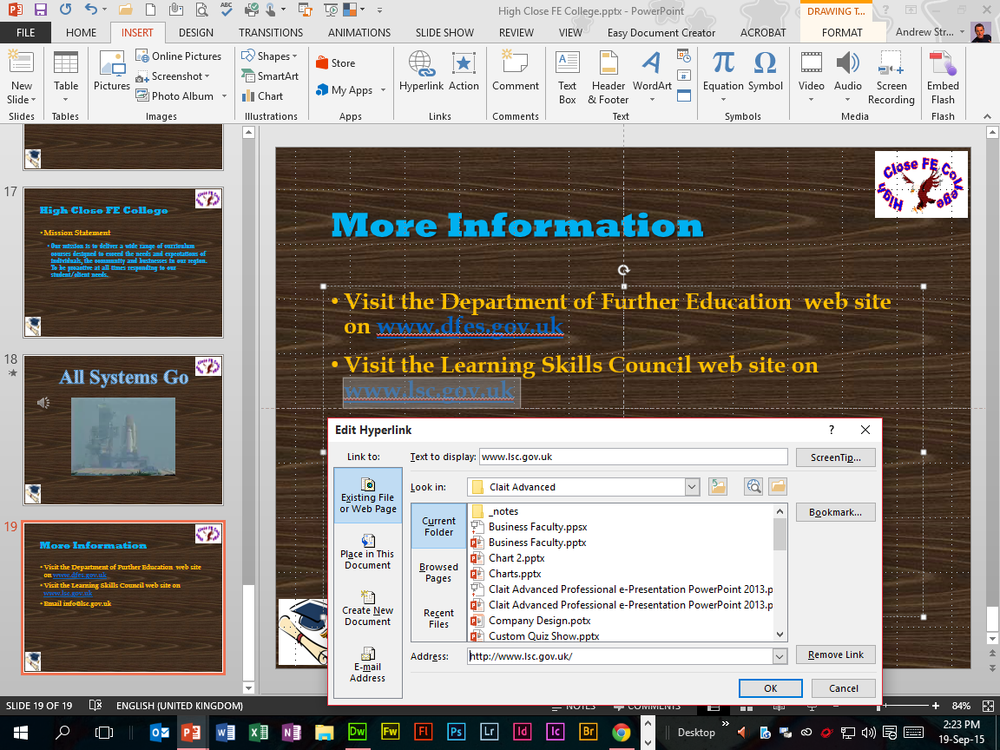 High Close FE College.pptx - PowerPoint
DRAWING T...
FILE
HOME
INSERT
DESIGN
TRANSITIONS
ANIMATIONS
SLIDE SHOW
REVIEW
VIEW
Easy Document Creator
ACROBAT
FORMAT
Andrew Str...
New
Slide
Slides
Table
Tables
Pictures
Online Pictures
Screenshot
Photo Album
Images
Shapes
SmartArt
Chart
Illustrations
Store
My Apps
Apps
Hyperlink
Action
Links
Comment
Comments
Text
Box
Header
& Footer
WordArt
Text
Equation
Symbol
Symbols
Video
Audio
Screen
Recording
Media
Embed
Flash
Flash
17
High Close FE College
• Mission Statement
• Our mission is to deliver a wide range of curriculum
courses designed to exceed the needs and expectations of
individuals, the community and businesses in our region.
To be proactive at all times responding to our
student/client needs.
18
All Systems Go
19
More Information
• Visit the Department of Further Education web site
on www.dfes.gov.uk
• Visit the Learning Skills Council web site on
www.lsc.gov.uk
• Email info@lsc.gov.uk
High Close FE College
More Information
• Visit the Department of Further Education  web site
on www.dfes.gov.uk
• Visit the Learning Skills Council web site on
www.lsc.gov.uk
Edit Hyperlink
?
Link to:
Text to display: www.lsc.gov.uk
ScreenTip...
Existing File
or Web Page
Place in This
Document
Create New
Document
E-mail
Address
Look in:
Clait Advanced
Bookmark...
Current
Folder
Browsed
Pages
Recent
Files
_notes
Business Faculty.ppsx
Business Faculty.pptx
Chart 2.pptx
Charts.pptx
Clait Advanced Professional e-Presentation PowerPoint 2013.p
Clait Advanced Professional e-Presentation PowerPoint 2013.p
Company Design.potx
Custom Quiz Show.pptx
Address: http://www.lsc.gov.uk/
Remove Link
OK
Cancel
SLIDE 19 OF 19
ENGLISH (UNITED KINGDOM)
NOTES
COMMENTS
84%
Dw
Fw
Fl
Ps
Lr
Id
Ic
Br
Desktop
2:23 PM
19-Sep-15